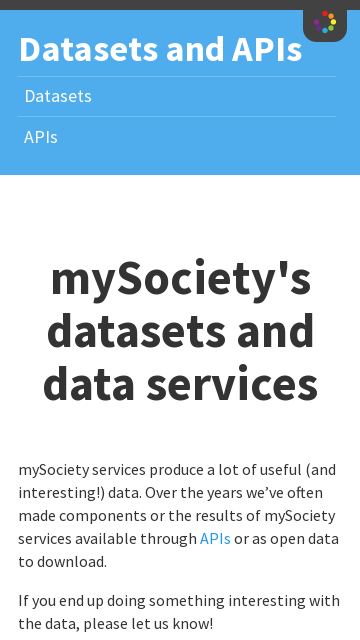 Datasets and APIs
Datasets
APIs
mySociety's
datasets and
data services
mySociety services produce a lot of useful (and
interesting!) data. Over the years we’ve often
made components or the results of mySociety
services available through APIs or as open data
to download.
If you end up doing something interesting with
the data, please let us know!